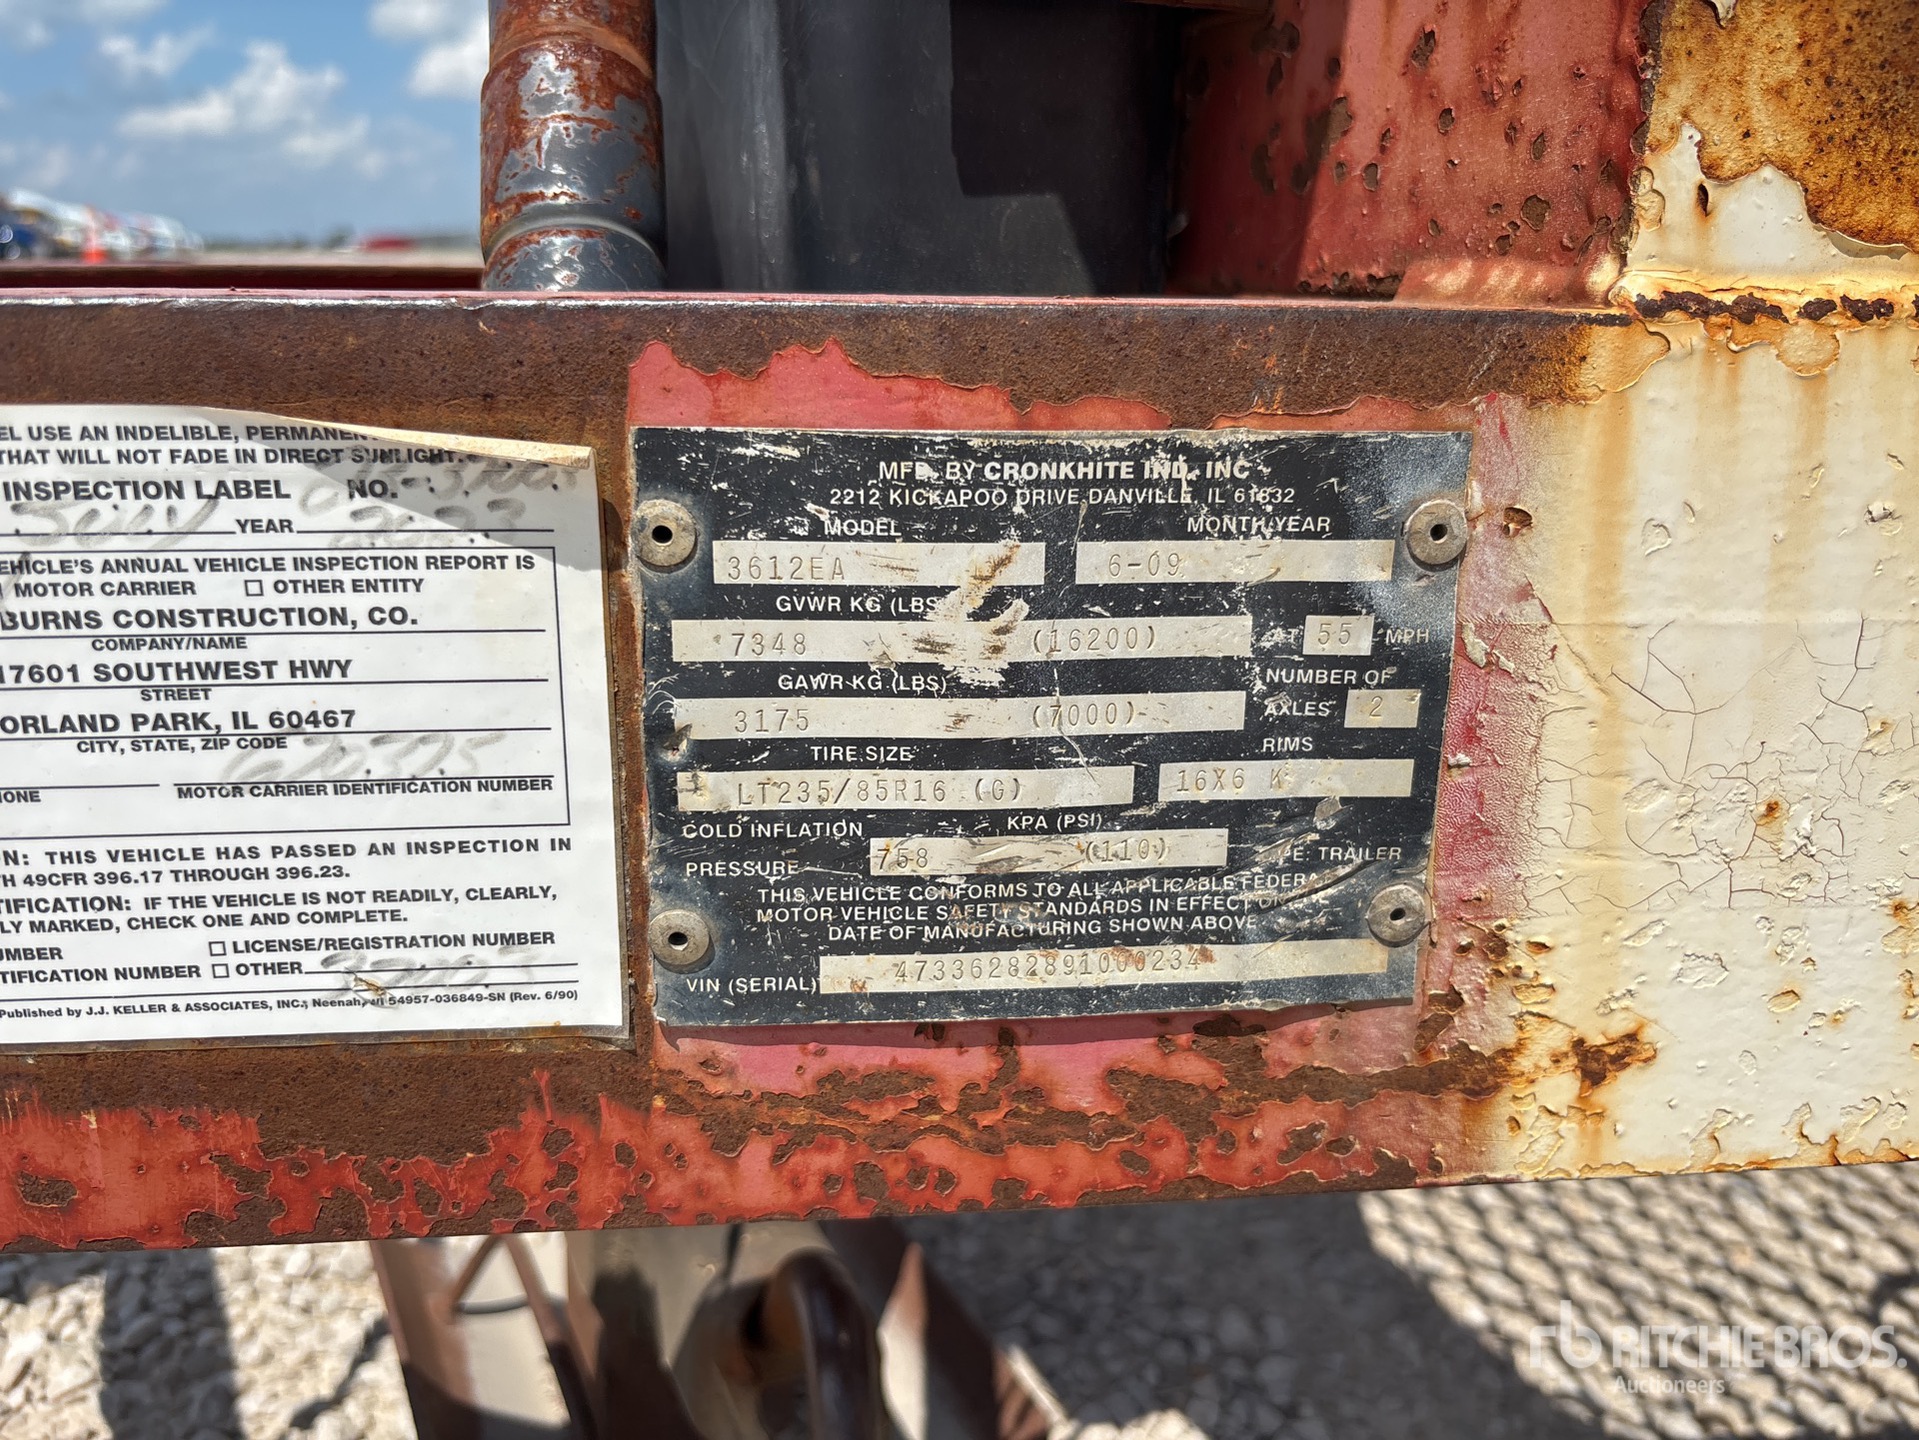 EL USE AN INDELIBLE, PERMANEN
THAT WILL NOT FADE IN DIRECT SUNLIGHT.
INSPECTION LABEL NO.
YEAR 2023
EHICLE'S ANNUAL VEHICLE INSPECTION REPORT IS
MOTOR CARRIER ☐ OTHER ENTITY
BURNS CONSTRUCTION, CO.
COMPANY/NAME
17601 SOUTHWEST HWY
STREET
ORLAND PARK, IL 60467
CITY, STATE, ZIP CODE
ONE MOTOR CARRIER IDENTIFICATION NUMBER
ON: THIS VEHICLE HAS PASSED AN INSPECTION IN
TH 49CFR 396.17 THROUGH 396.23.
TIFICATION: IF THE VEHICLE IS NOT READILY, CLEARLY,
LY MARKED, CHECK ONE AND COMPLETE.
UMBER ☐ LICENSE/REGISTRATION NUMBER
NTIFICATION NUMBER ☐ OTHER
Published by J.J. KELLER & ASSOCIATES, INC., Neenah, WI 54957-036849-SN (Rev. 6/90)
MFD. BY CRONKHITE IND. INC
2212 KICKAPOO DRIVE DANVILLE, IL 61832
MODEL MONTH/YEAR
3612EA 6-09
GVWR KG (LBS
7348 (16200) AT 55 MPH
GAWR KG (LBS) NUMBER OF
3175 (7000) AXLES 2
TIRE SIZE RIMS
LT235/85R16 (G) 16X6 K
COLD INFLATION KPA (PSI)
PRESSURE 758 (110) PE: TRAILER
THIS VEHICLE CONFORMS TO ALL APPLICABLE FEDERA
MOTOR VEHICLE SAFETY STANDARDS IN EFFECT ON
DATE OF MANUFACTURING SHOWN ABOVE
VIN (SERIAL) 47336282891000234
rb RITCHIE BROS.
Auctioneers